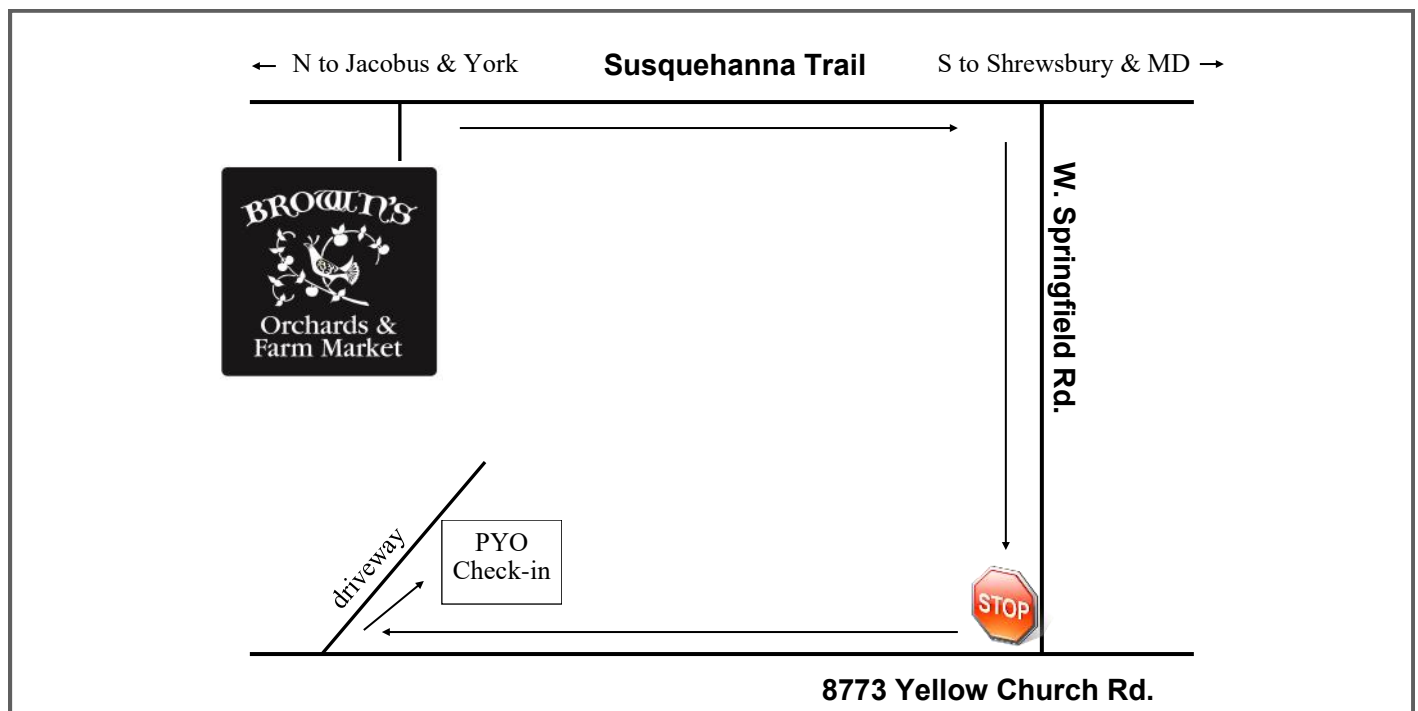 ← N to Jacobus & York
Susquehanna Trail
S to Shrewsbury & MD →
BROWN'S
Orchards &
Farm Market
W. Springfield Rd.
driveway
PYO
Check-in
STOP
8773 Yellow Church Rd.